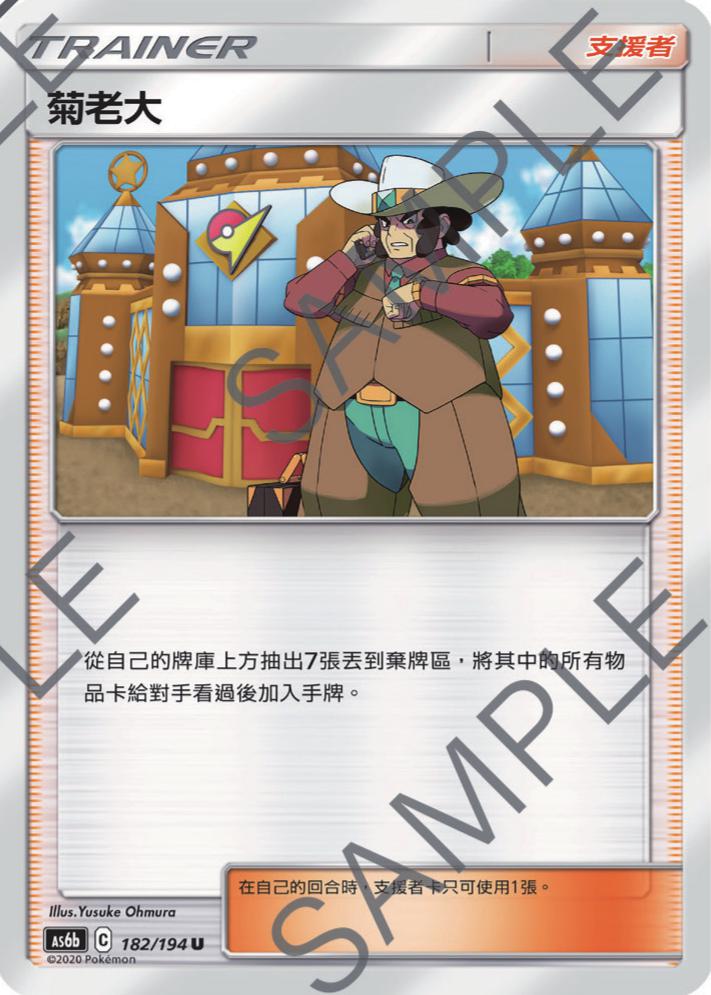 TRAINER
支援者
菊老大
從自己的牌庫上方抽出7張丟到棄牌區，將其中的所有物
品卡給對手看過後加入手牌。
在自己的回合時，支援者卡只可使用1張。
Illus.Yusuke Ohmura
AS6b C 182/194 U
©2020 Pokémon
SAMPLE
SAMPLE